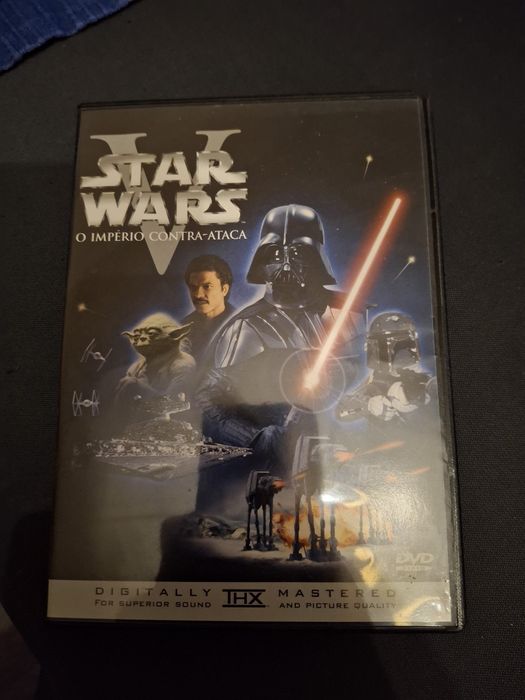 V
STAR
WARS
O IMPÉRIO CONTRA-ATACA
DVD
DIGITALLY THX MASTERED
FOR SUPERIOR SOUND AND PICTURE QUALITY